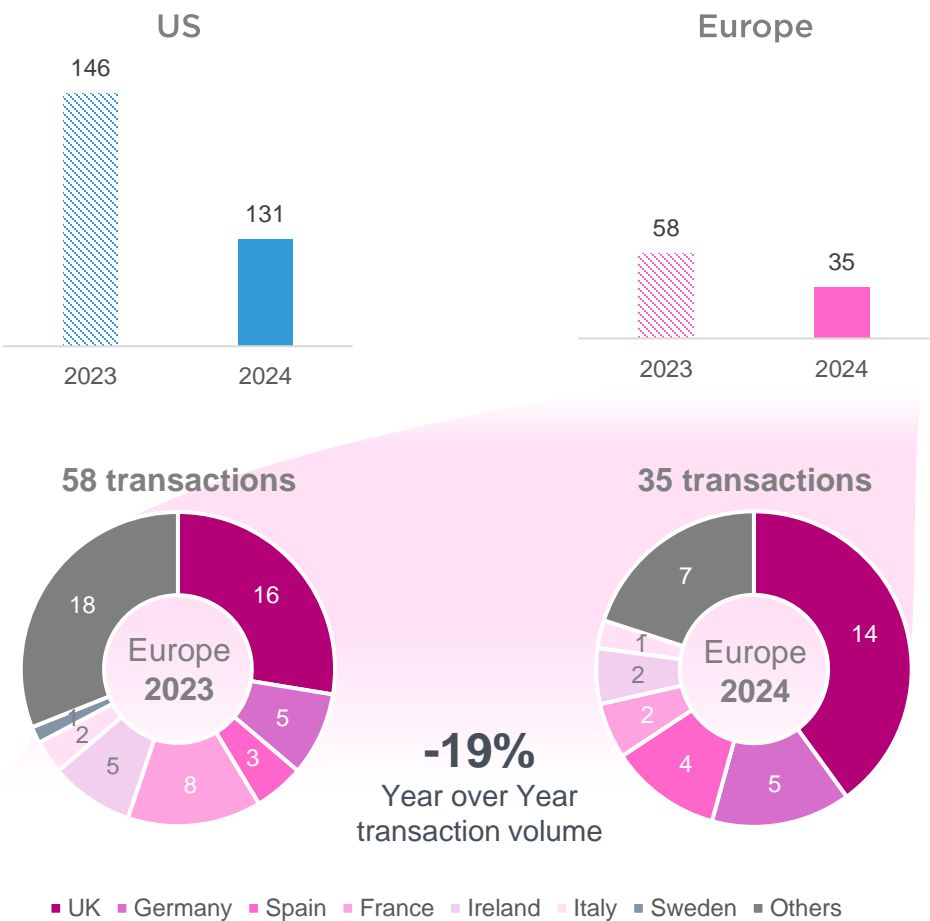 US
Europe
146
131
58
35
2023
2024
2023
2024
58 transactions
35 transactions
16
5
3
8
5
2
1
18
Europe
2023
14
5
4
2
2
1
7
Europe
2024
-19%
Year over Year
transaction volume
UK Germany Spain France Ireland Italy Sweden Others